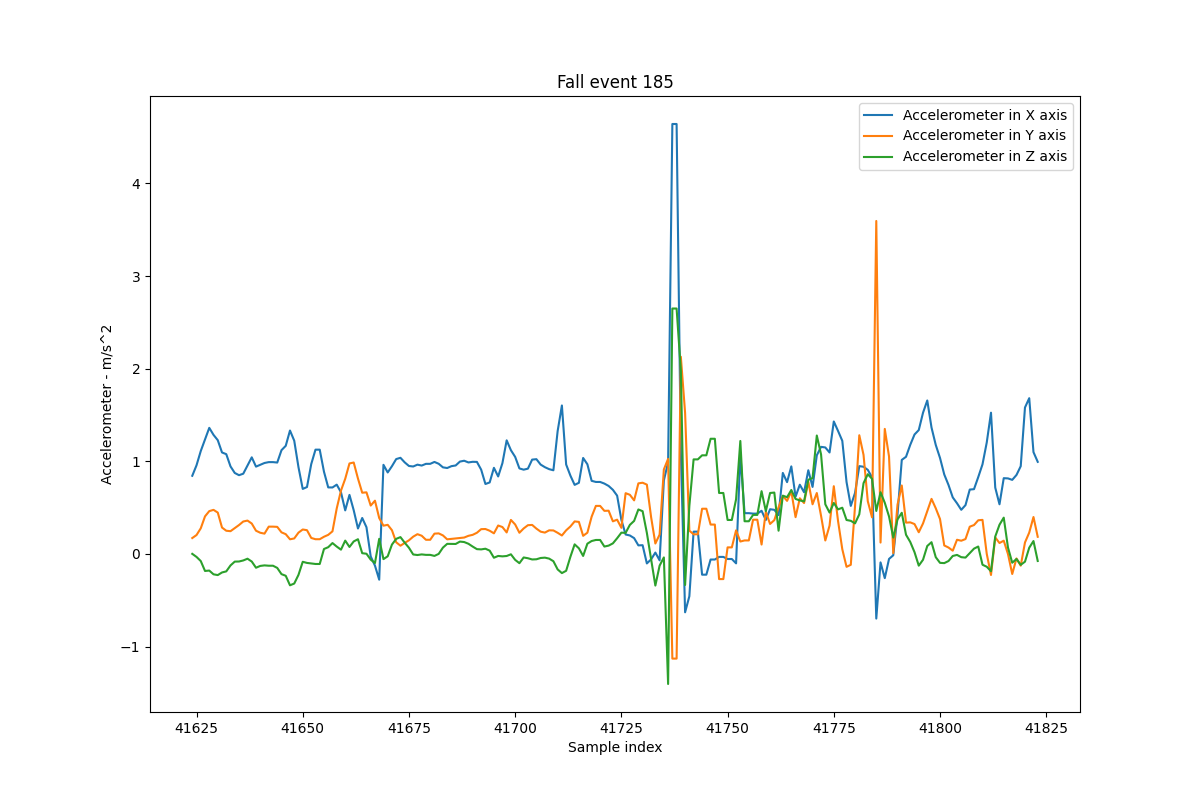 Fall event 185
Accelerometer in X axis
Accelerometer in Y axis
Accelerometer in Z axis
Accelerometer - m/s^2
4
3
2
1
0
−1
41625 41650 41675 41700 41725 41750 41775 41800 41825
Sample index